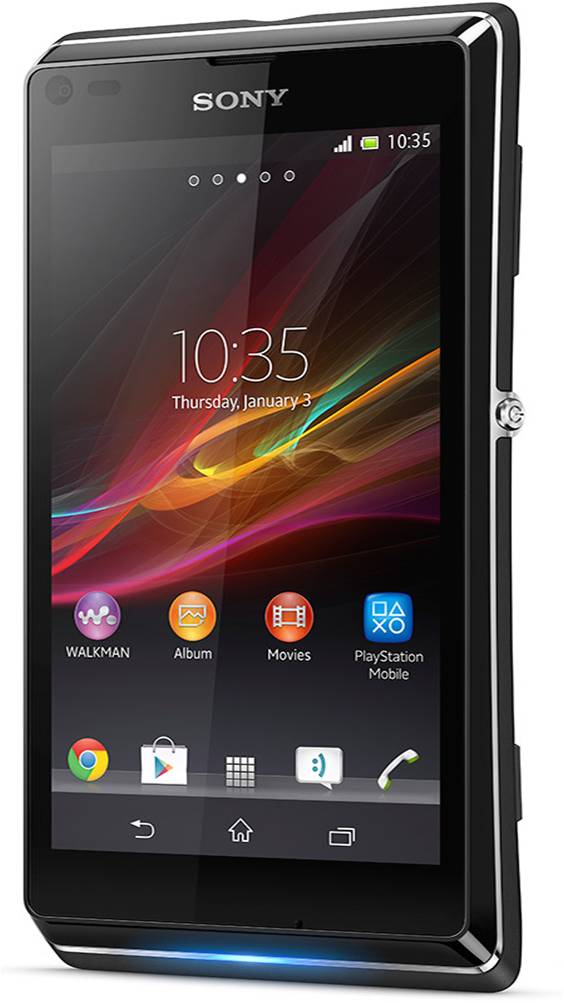 SONY
10:35
10:35
Thursday, January 3
WALKMAN
Album
Movies
PlayStation
Mobile